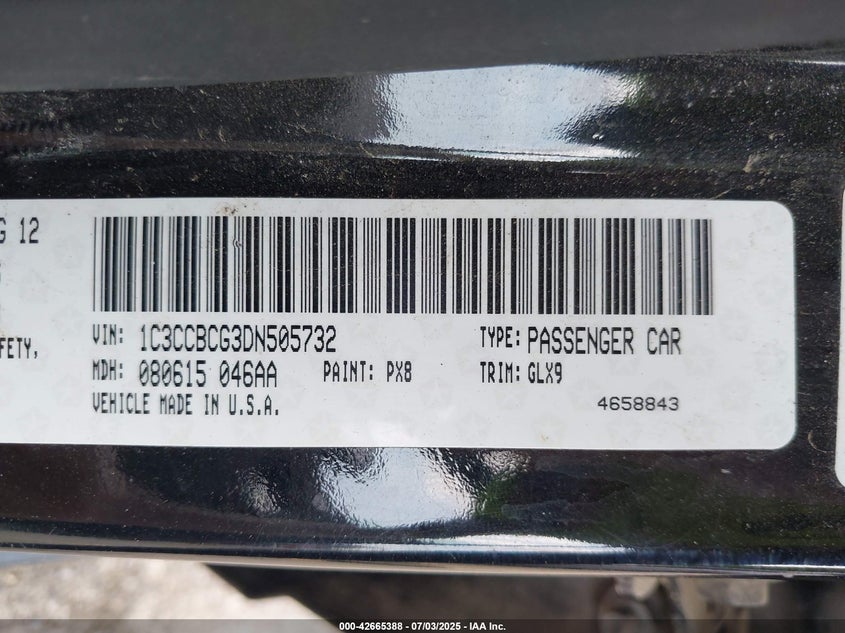 G 12
FETY,
VIN: 1C3CCBCG3DN505732
TYPE: PASSENGER CAR
MDH: 080615 046AA
PAINT: PX8
TRIM: GLX9
VEHICLE MADE IN U.S.A.
4658843
000-42665388 - 07/03/2025 - IAA Inc.